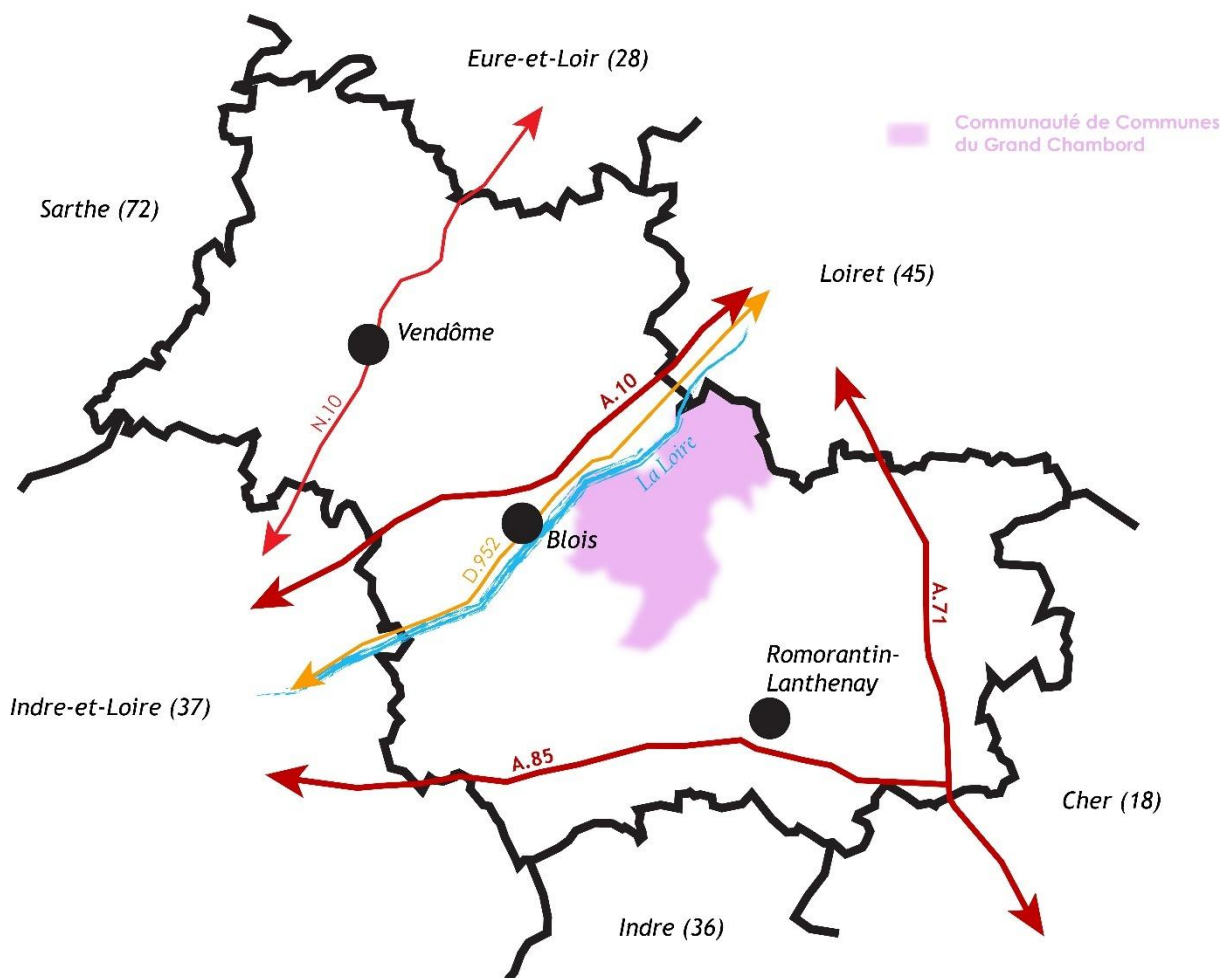 Eure-et-Loir (28)
Communauté de Communes
du Grand Chambord
Sarthe (72)
Loiret (45)
Vendôme
A.10
N.10
La Loire
Blois
D.952
A.71
Romorantin-
Lanthenay
Indre-et-Loire (37)
A.85
Cher (18)
Indre (36)